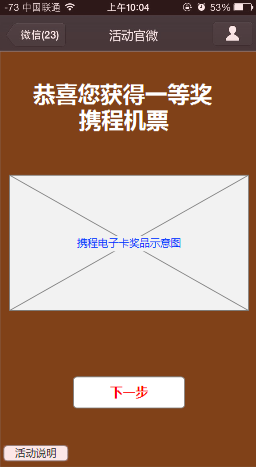 -73 中国联通 上午10:04 53%
微信(23) 活动官微
恭喜您获得一等奖
携程机票
携程电子卡奖品示意图
下一步
活动说明